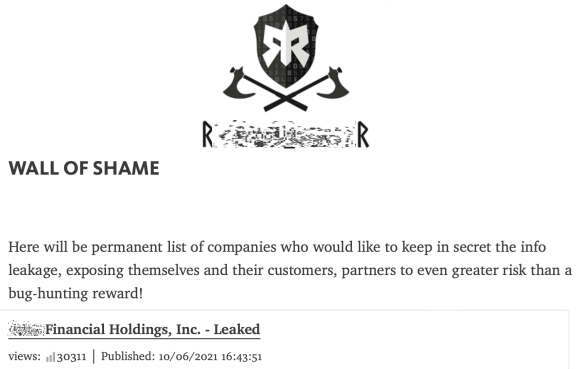 WALL OF SHAME
Here will be permanent list of companies who would like to keep in secret the info
leakage, exposing themselves and their customers, partners to even greater risk than a
bug-hunting reward!
Financial Holdings, Inc. - Leaked
views: 30311 | Published: 10/06/2021 16:43:51